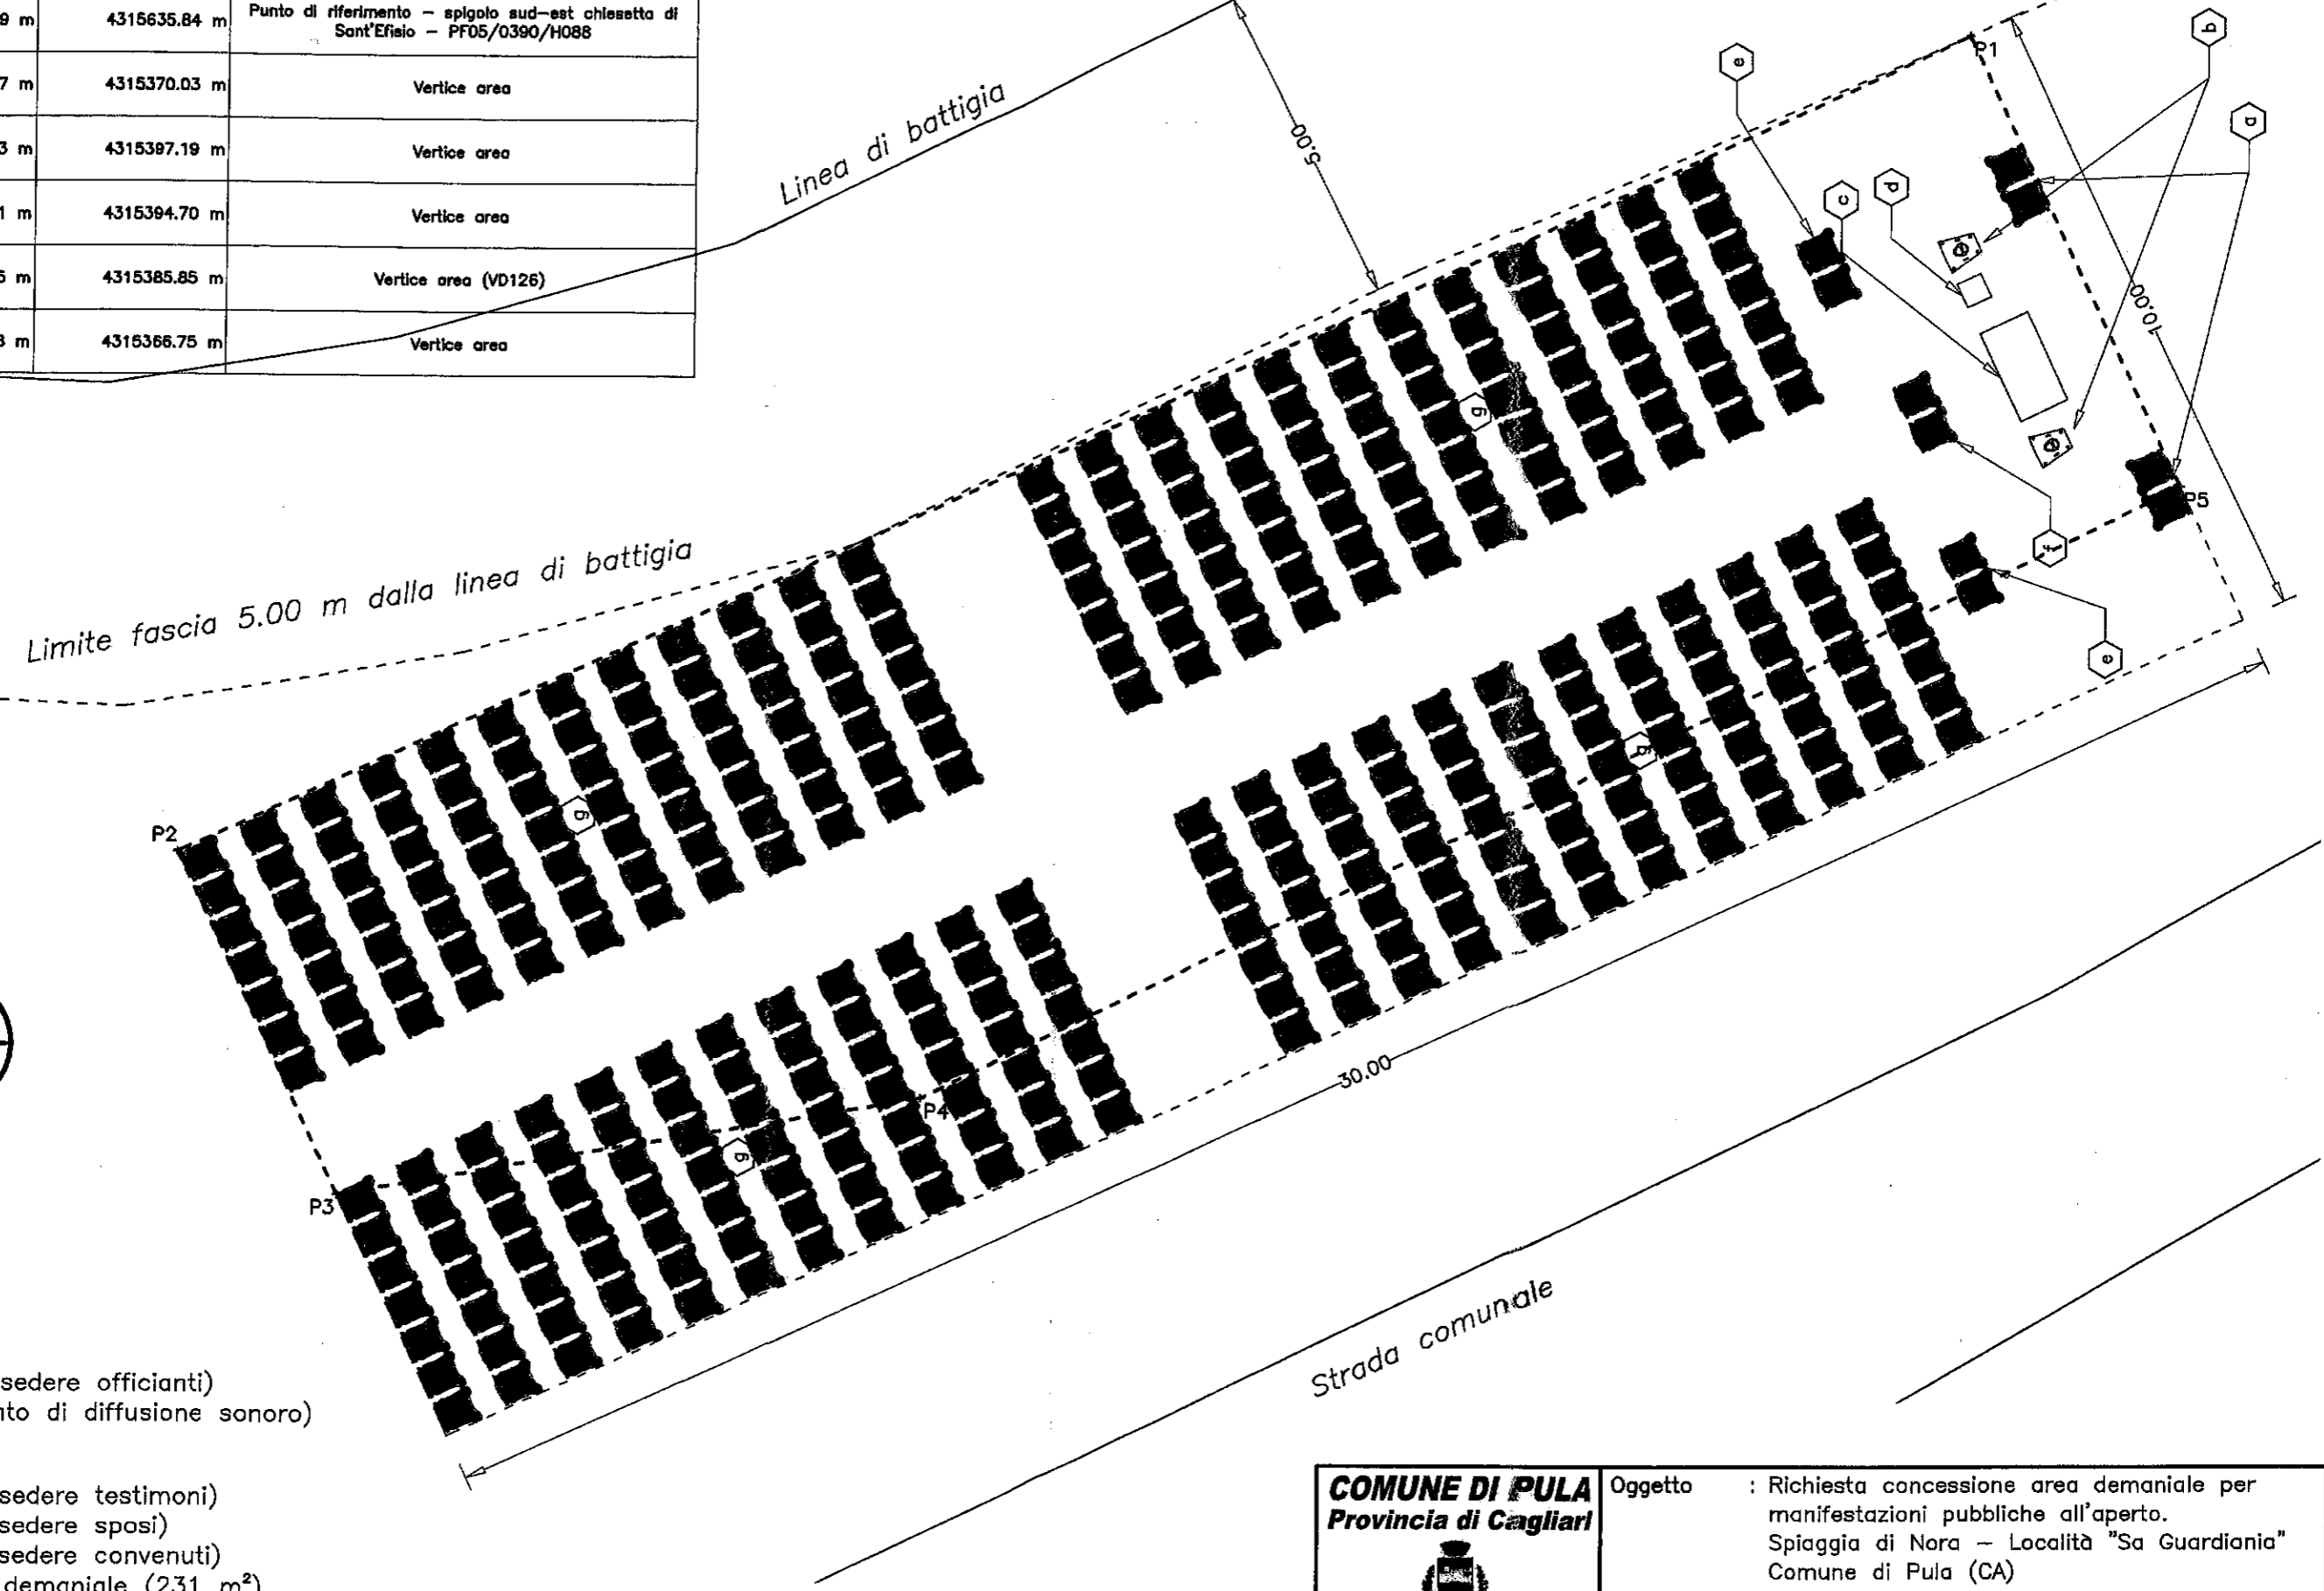 9 m 4315635.84 m Punto di riferimento – spigolo sud–est chiesetta di
Sant'Efisio – PF05/0390/H088
7 m 4315370.03 m Vertice area
3 m 4315397.19 m Vertice area
1 m 4315394.70 m Vertice area
4315385.85 m Vertice area (VD126)
4315366.75 m Vertice area
Linea di battigia
5.00
e
c
d
b
a
P1
10.00
P5
f
e
g
g
Limite fascia 5.00 m dalla linea di battigia
P2
g
g
P4
P3
30.00
Strada comunale
sedere officianti)
nto di diffusione sonoro)
sedere testimoni)
sedere sposi)
sedere convenuti)
demaniale (231 m²)
COMUNE DI PULA
Provincia di Cagliari
Oggetto : Richiesta concessione area demaniale per
manifestazioni pubbliche all'aperto.
Spiaggia di Nora – Località "Sa Guardiania"
Comune di Pula (CA)